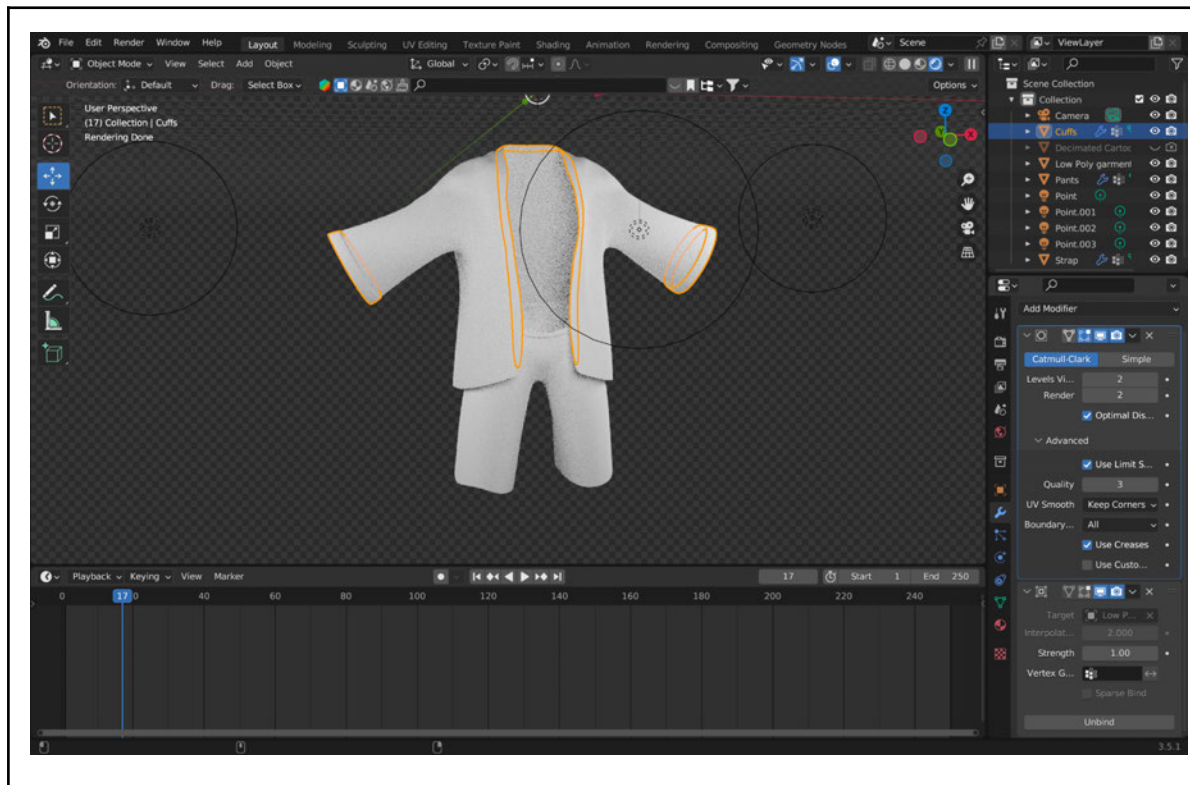 File Edit Render Window Help Layout Modeling Sculpting UV Editing Texture Paint Shading Animation Rendering Compositing Geometry Nodes Scene ViewLayer
Object Mode View Select Add Object Global
Orientation: Default Drag: Select Box Options
User Perspective
(17) Collection | Cuffs
Rendering Done
Z
X
Y
Scene Collection
Collection
Camera
Cuffs
Decimated Cartoc
Low Poly garment
Pants
Point
Point.001
Point.002
Point.003
Strap
Add Modifier
Catmull-Clark Simple
Levels Vi... 2
Render 2
Optimal Dis...
Advanced
Use Limit S...
Quality 3
UV Smooth Keep Corners
Boundary... All
Use Creases
Use Custo...
Target Low P...
Interpolat... 2.000
Strength 1.00
Vertex G...
Sparse Bind
Unbind
Playback Keying View Marker 17 Start 1 End 250
0 17 40 60 80 100 120 140 160 180 200 220 240
3.5.1